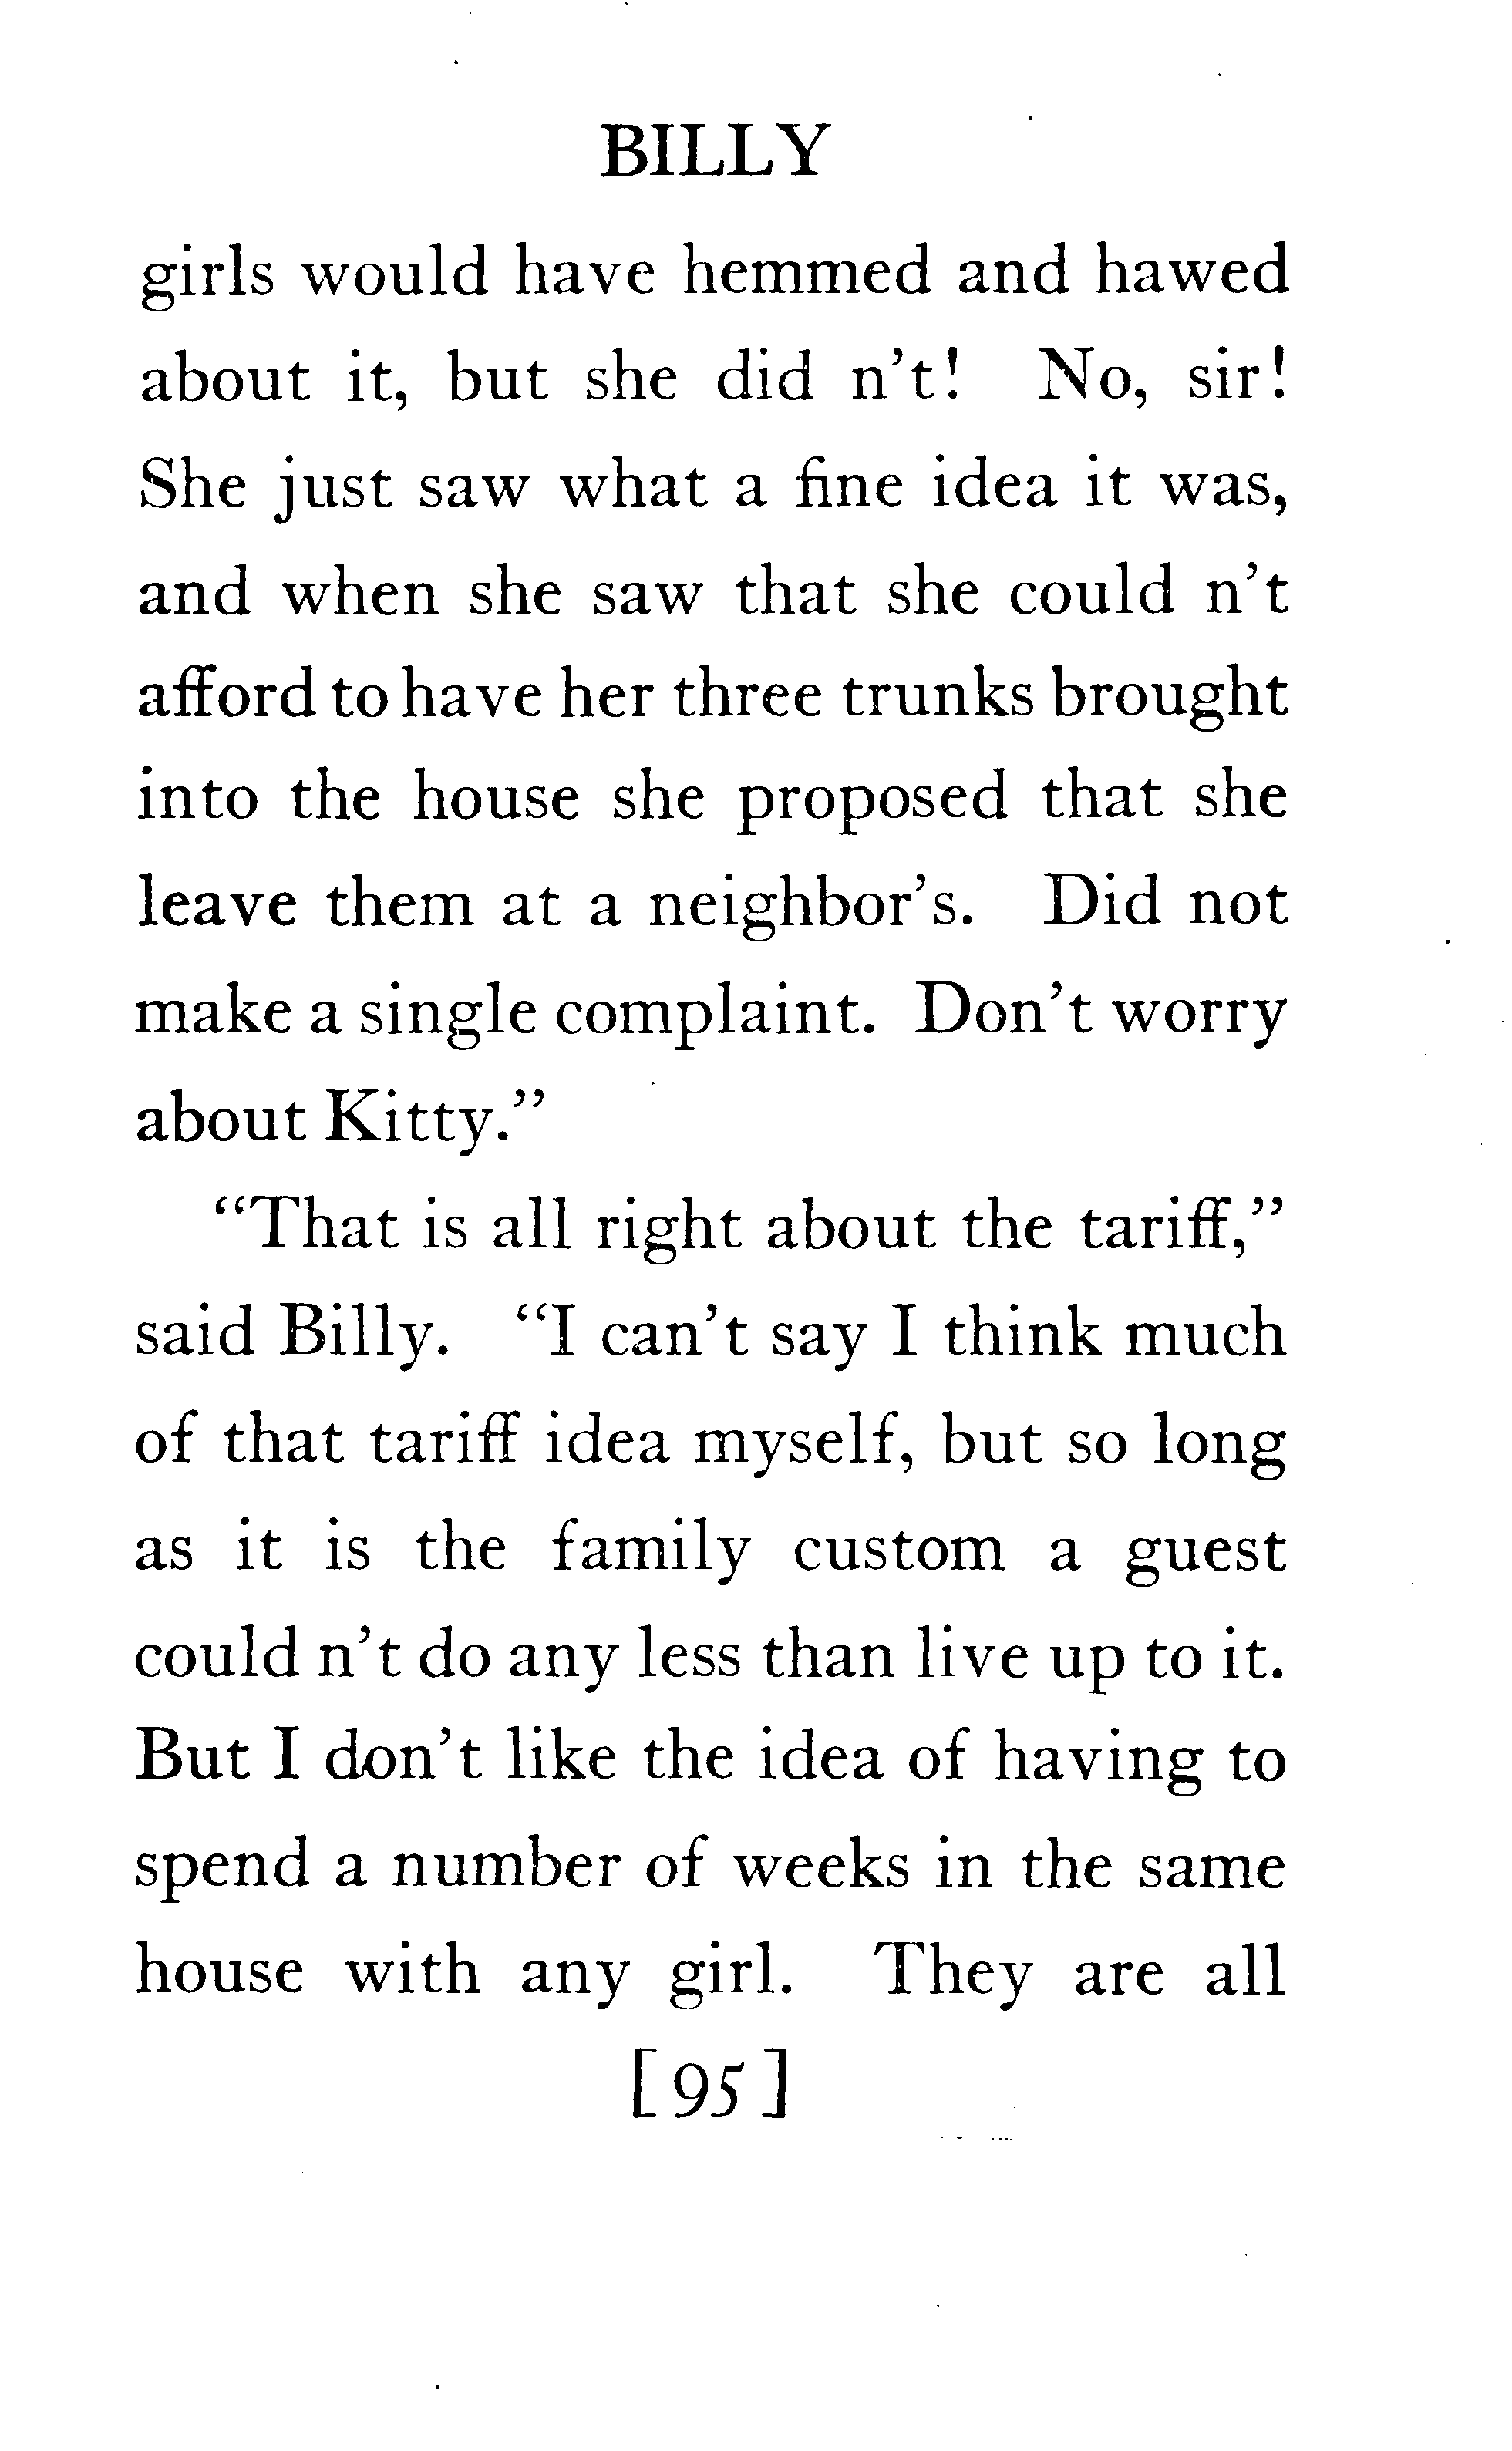 BILLY
girls would have hemmed and hawed
about it, but she did n't! No, sir!
She just saw what a fine idea it was,
and when she saw that she could n't
afford to have her three trunks brought
into the house she proposed that she
leave them at a neighbor's. Did not
make a single complaint. Don't worry
about Kitty."
"That is all right about the tariff,"
said Billy. "I can't say I think much
of that tariff idea myself, but so long
as it is the family custom a guest
could n't do any less than live up to it.
But I don't like the idea of having to
spend a number of weeks in the same
house with any girl. They are all
[95]